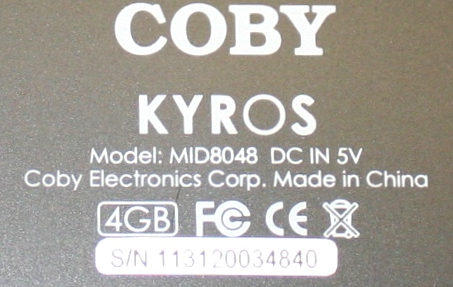 COBY
KYROS
Model: MID8048 DC IN 5V
Coby Electronics Corp. Made in China
4GB FC CE
S/N 113120034840